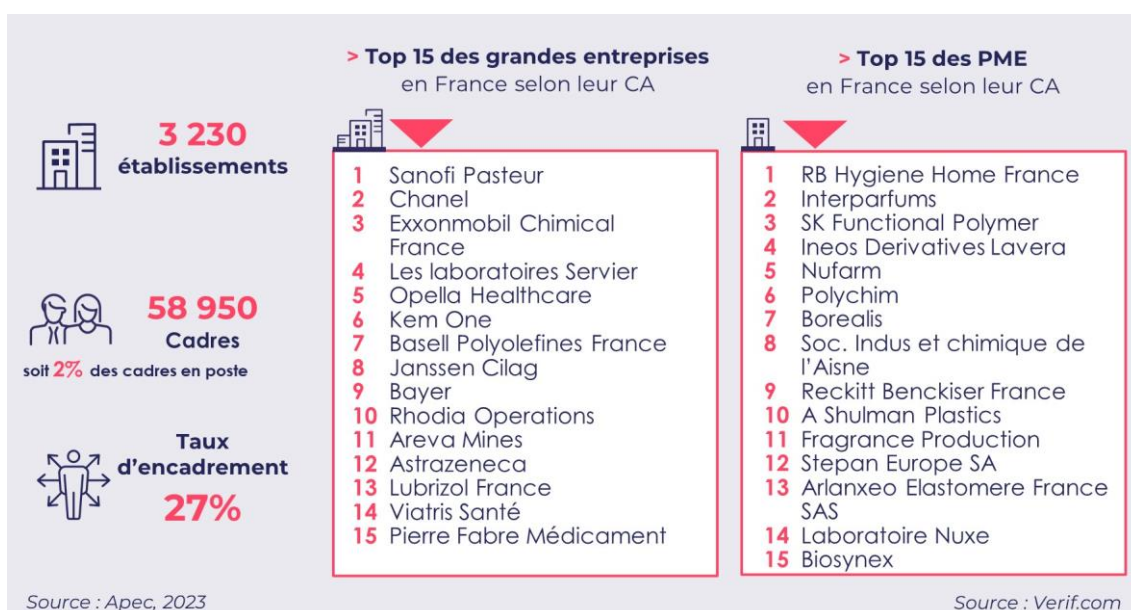 3 230
établissements
58 950
Cadres
soit 2% des cadres en poste
Taux
d'encadrement
27%
Source : Apec, 2023
> Top 15 des grandes entreprises
en France selon leur CA
1 Sanofi Pasteur
2 Chanel
3 Exxonmobil Chimical
France
4 Les laboratoires Servier
5 Opella Healthcare
6 Kem One
7 Basell Polyolefines France
8 Janssen Cilag
9 Bayer
10 Rhodia Operations
11 Areva Mines
12 Astrazeneca
13 Lubrizol France
14 Viatris Santé
15 Pierre Fabre Médicament
> Top 15 des PME
en France selon leur CA
1 RB Hygiene Home France
2 Interparfums
3 SK Functional Polymer
4 Ineos Derivatives Lavera
5 Nufarm
6 Polychim
7 Borealis
8 Soc. Indus et chimique de
l'Aisne
9 Reckitt Benckiser France
10 A Shulman Plastics
11 Fragrance Production
12 Stepan Europe SA
13 Arlanxeo Elastomere France
SAS
14 Laboratoire Nuxe
15 Biosynex
Source : Verif.com